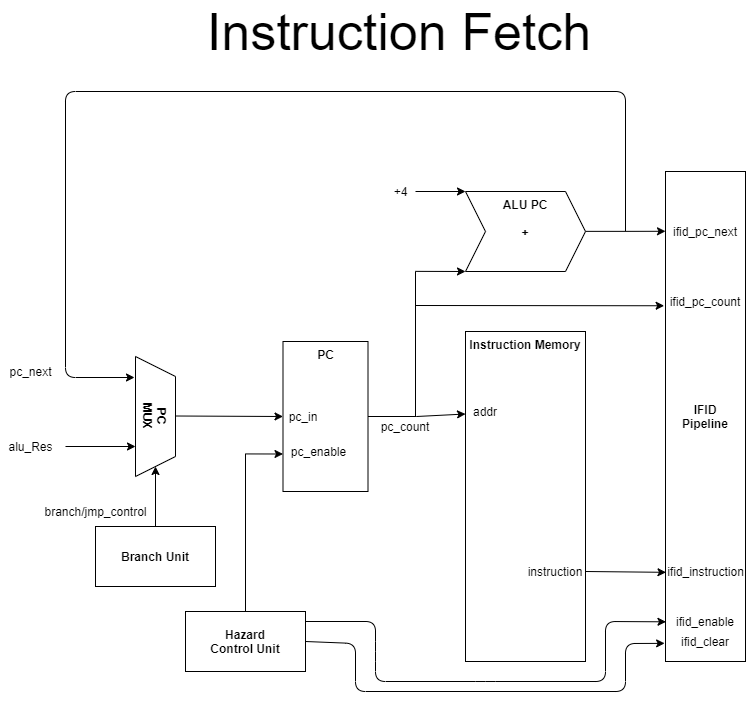 Instruction Fetch
+4
ALU PC
+
ifid_pc_next
ifid_pc_count
pc_next
alu_Res
PC
MUX
branch/jmp_control
Branch Unit
PC
pc_in
pc_enable
pc_count
Instruction Memory
addr
instruction
IFID
Pipeline
ifid_instruction
ifid_enable
ifid_clear
Hazard
Control Unit